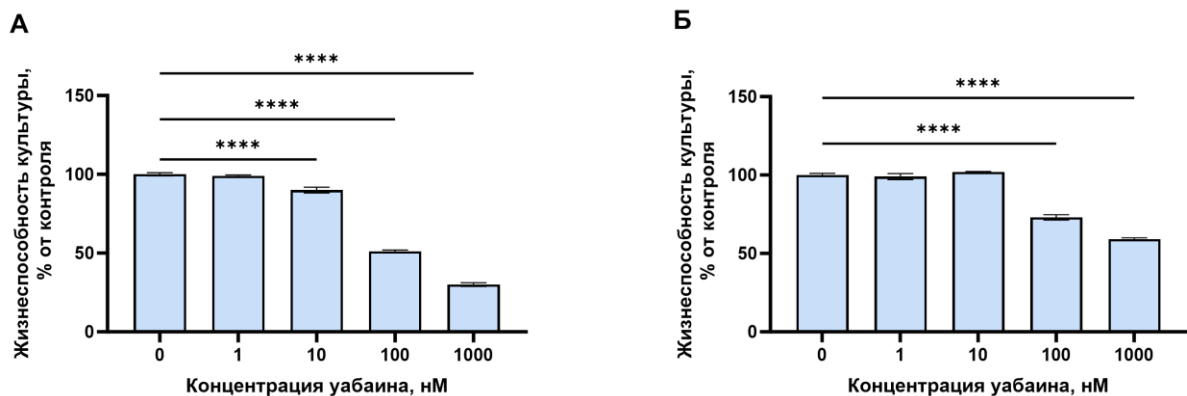 А
Жизнеспособность культуры,
% от контроля
****
****
****
150
100
50
0
0 1 10 100 1000
Концентрация уабаина, нМ
Б
Жизнеспособность культуры,
% от контроля
****
****
150
100
50
0
0 1 10 100 1000
Концентрация уабаина, нМ